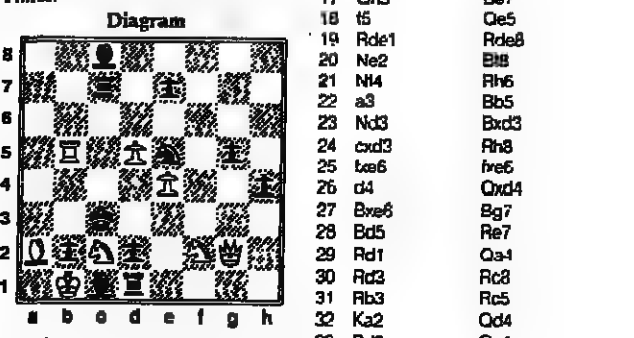 Diagram
18 f5 Qe5
19 Rde1 Rde8
20 Ne2 Bf8
21 Nf4 Rh6
22 a3 Bb5
23 Nd3 Bxd3
24 cxd3 Rh8
25 fxe6 fxe6
26 d4 Qxd4
27 Bxe6 Bg7
28 Bd5 Re7
29 Rd1 Qa4
30 Rd3 Rc8
31 Rb3 Rc5
32 Ka2 Qd4
8
7
6
5
4
3
2
1
a b c d e f g h